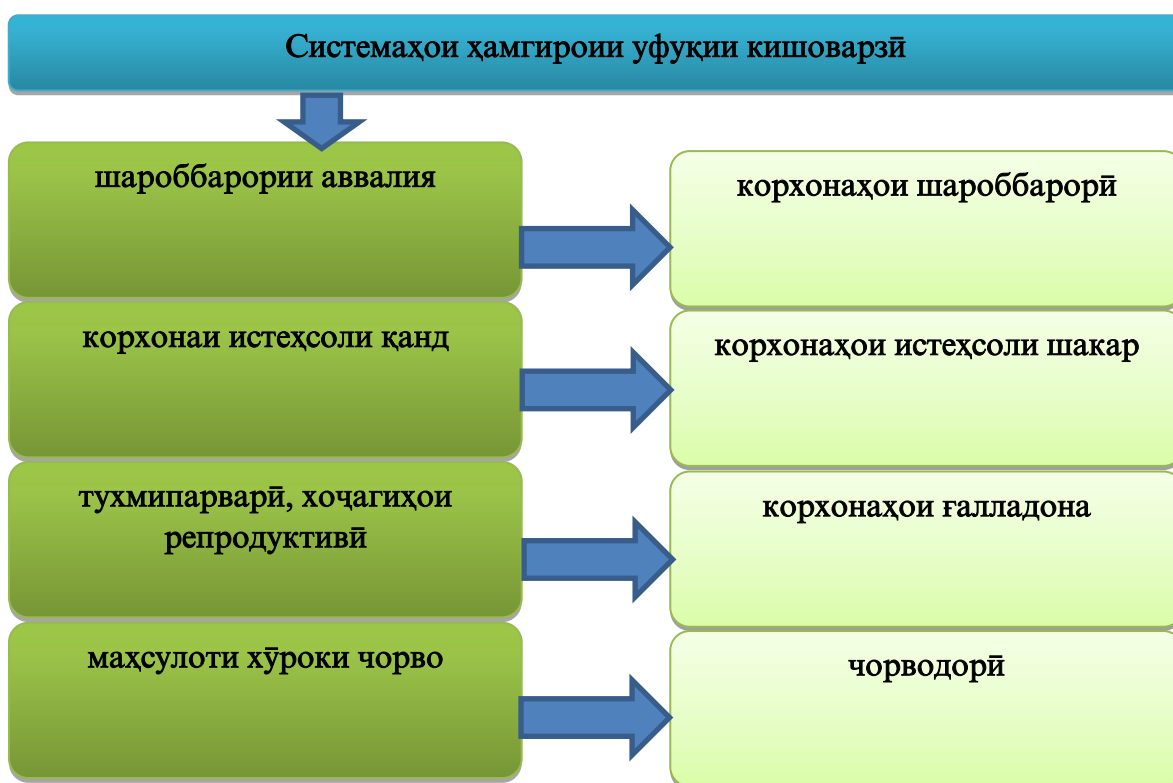 Системаҳои ҳамгироии уфуқии кишоварзӣ
шароббарории аввалия
корхонаҳои шароббарорӣ
корхонаи истеҳсоли қанд
корхонаҳои истеҳсоли шакар
тухмипарварӣ, хоҷагиҳои
репродуктивӣ
корхонаҳои ғалладона
маҳсулоти хӯроки чорво
чорводорӣ